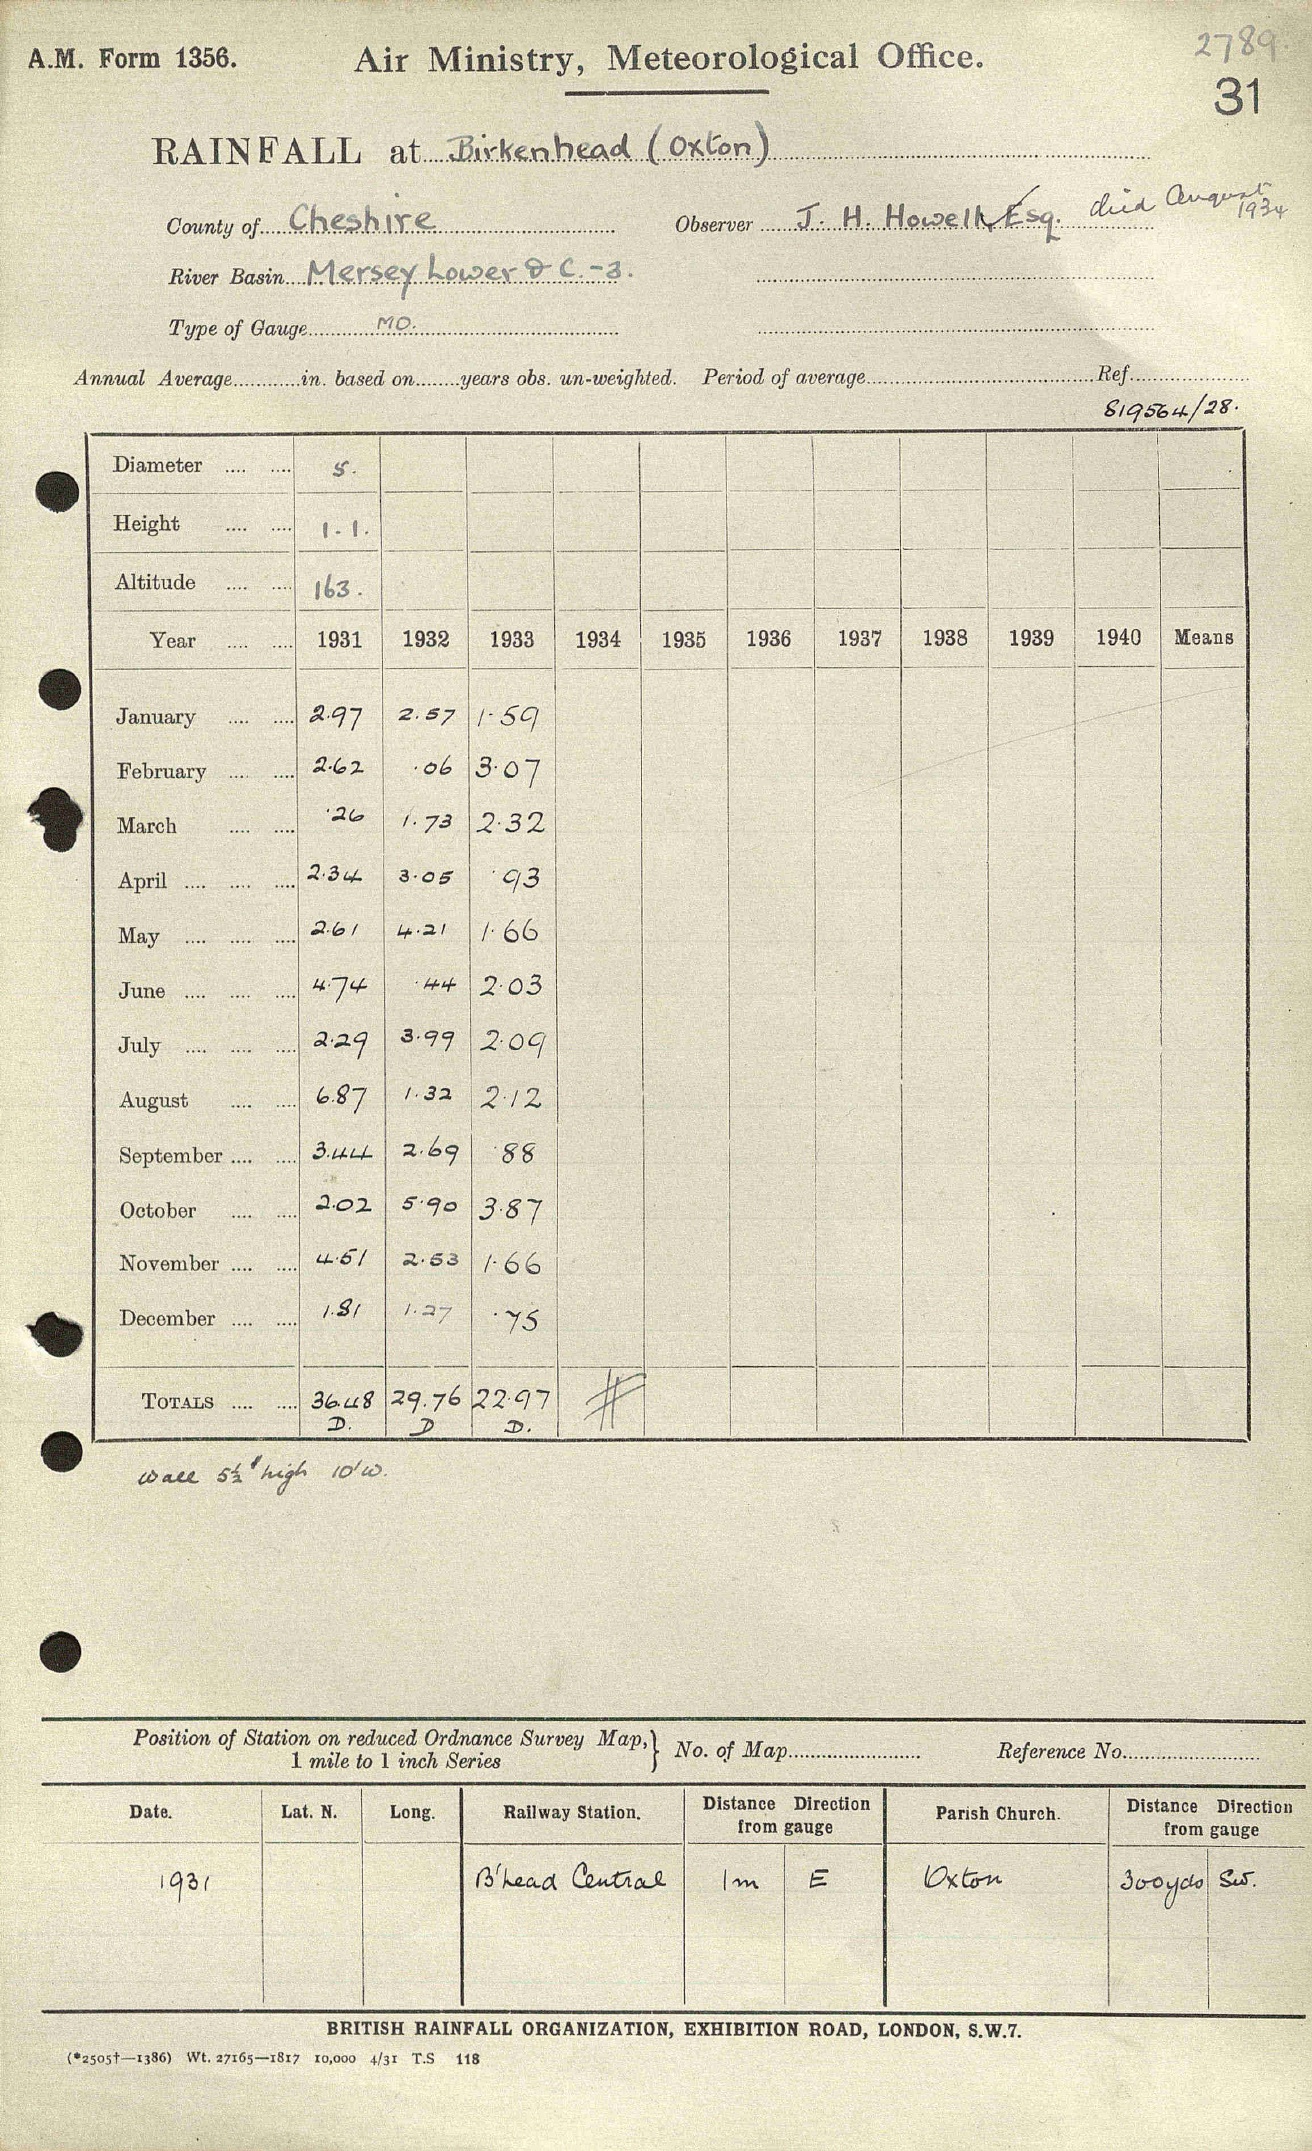 2789.
A.M. Form 1356. Air Ministry, Meteorological Office.
31
RAINFALL at Birkenhead (Oxton)
County of Cheshire Observer J. H. Howell, Esq. died August 1934
River Basin Mersey Lower & C.-3.
Type of Gauge MO.
Annual Average............in. based on........years obs. un-weighted. Period of average............Ref............
819564/28.
Diameter .... .... 5.
Height .... .... 1.1.
Altitude .... .... 163.
Year .... .... 1931 1932 1933 1934 1935 1936 1937 1938 1939 1940 Means
January .... .... 2.97 2.57 1.59
February .... .... 2.62 .06 3.07
March .... .... .26 1.73 2.32
April .... .... .... 2.34 3.05 .93
May .... .... .... 2.61 4.21 1.66
June .... .... .... 4.74 .44 2.03
July .... .... .... 2.29 3.99 2.09
August .... .... 6.87 1.32 2.12
September .... .... 3.44 2.69 .88
October .... .... 2.02 5.90 3.87
November .... .... 4.51 2.53 1.66
December .... .... 1.81 1.27 .75
TOTALS .... .... 36.48 29.76 22.97
D. D D.
Wall 5½' high 10' W.
Position of Station on reduced Ordnance Survey Map, } No. of Map............ Reference No............
1 mile to 1 inch Series
Date. Lat. N. Long. Railway Station. Distance Direction from gauge Parish Church. Distance Direction from gauge
1931 B'head Central 1m E Oxton 300yds SW.
BRITISH RAINFALL ORGANIZATION, EXHIBITION ROAD, LONDON, S.W.7.
(*2505†—1386) Wt. 27165—1817 10,000 4/31 T.S 118